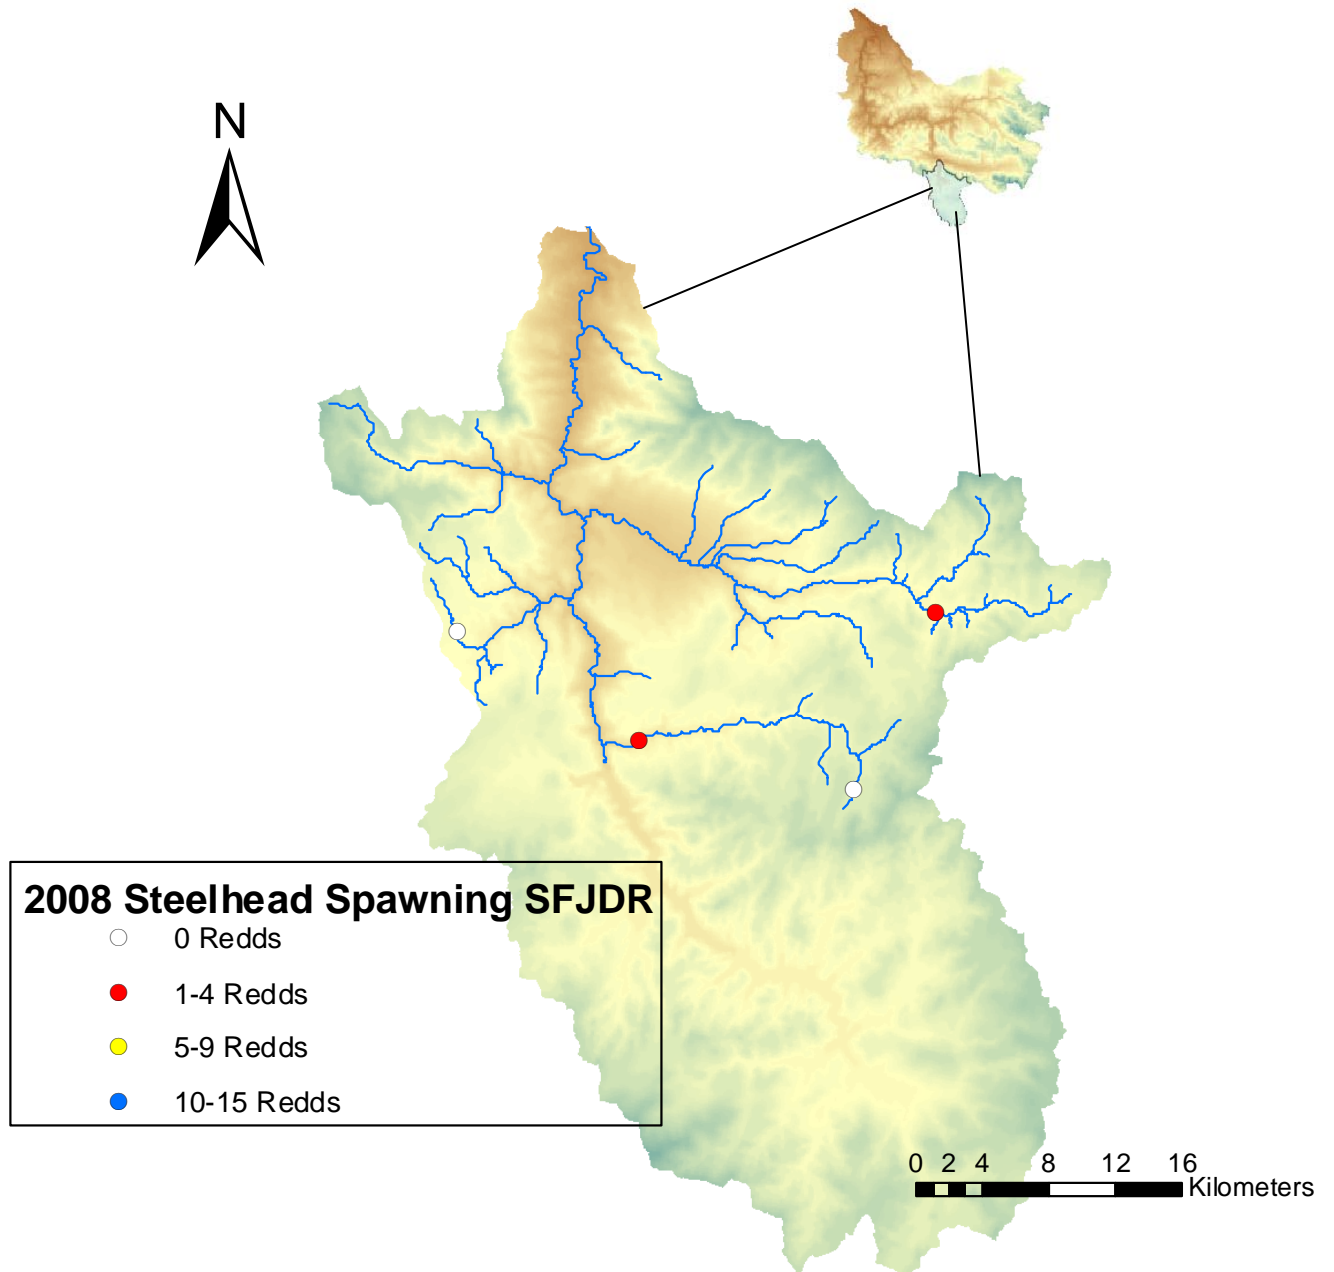 N
2008 Steelhead Spawning SFJDR
0 Redds
1-4 Redds
5-9 Redds
10-15 Redds
0 2 4 8 12 16
Kilometers